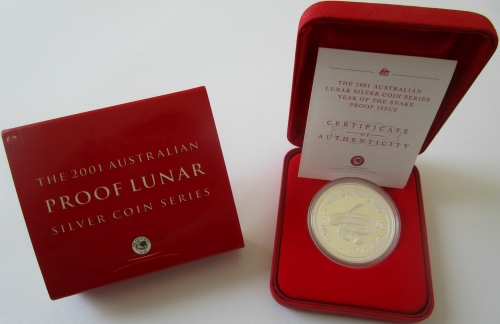 THE 2001 AUSTRALIAN
PROOF LUNAR
SILVER COIN SERIES
THE 2001 AUSTRALIAN
LUNAR SILVER COIN SERIES
YEAR OF THE SNAKE
PROOF ISSUE
CERTIFICATE
OF
AUTHENTICITY